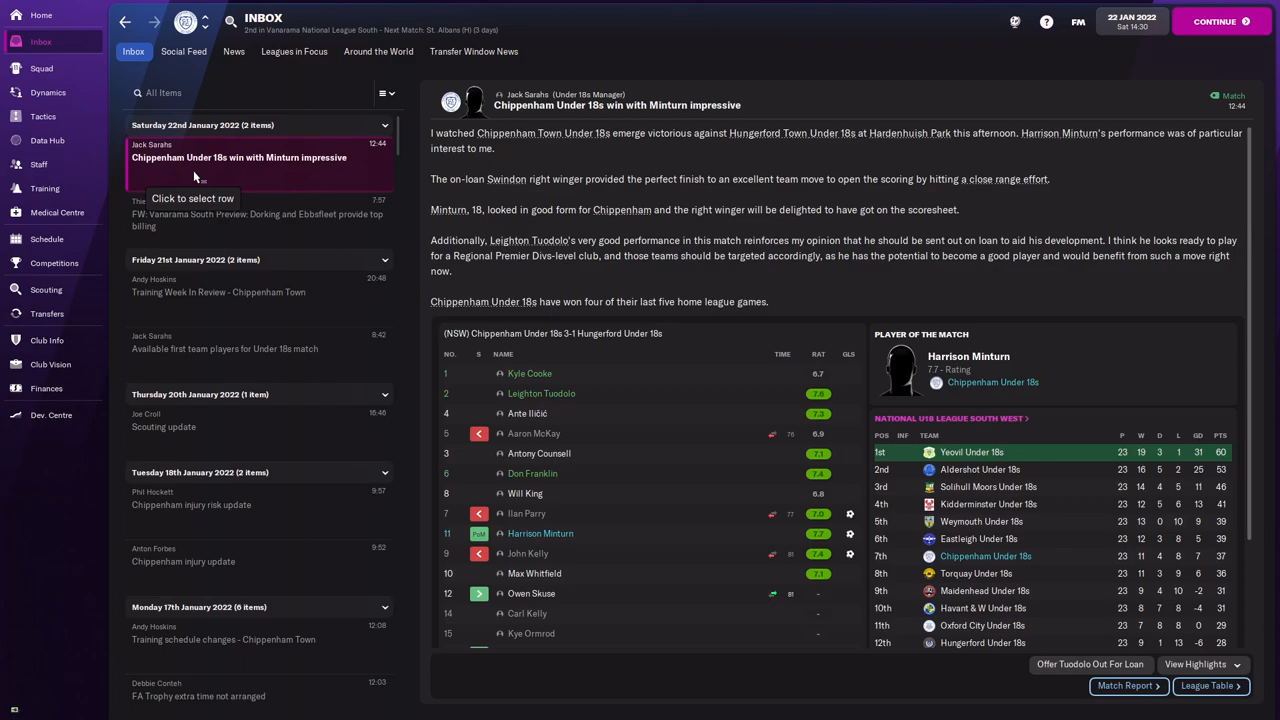 Home
Inbox
Squad
Dynamics
Tactics
Data Hub
Staff
Training
Medical Centre
Schedule
Competitions
Scouting
Transfers
Club Info
Club Vision
Finances
Dev. Centre
INBOX
2nd in Vanarama National League South - Next Match: St. Albans (H) (3 days)
FM
22 JAN 2022
Sat 14:30
CONTINUE
Inbox Social Feed News Leagues in Focus Around the World Transfer Window News
All Items
Saturday 22nd January 2022 (2 items)
Jack Sarahs 12:44
Chippenham Under 18s win with Minturn impressive
Click to select row
7:57
FW: Vanarama South Preview: Dorking and Ebbsfleet provide top
billing
Friday 21st January 2022 (2 items)
Andy Hoskins 20:48
Training Week In Review - Chippenham Town
Jack Sarahs 8:42
Available first team players for Under 18s match
Thursday 20th January 2022 (1 item)
Joe Croll 16:46
Scouting update
Tuesday 18th January 2022 (2 items)
Phil Hockett 9:57
Chippenham injury risk update
Anton Forbes 9:52
Chippenham injury update
Monday 17th January 2022 (6 items)
Andy Hoskins 12:08
Training schedule changes - Chippenham Town
Debbie Conteh 12:03
FA Trophy extra time not arranged
Jack Sarahs (Under 18s Manager)
Chippenham Under 18s win with Minturn impressive
Match
12:44
I watched Chippenham Town Under 18s emerge victorious against Hungerford Town Under 18s at Hardenhuish Park this afternoon. Harrison Minturn's performance was of particular
interest to me.
The on-loan Swindon right winger provided the perfect finish to an excellent team move to open the scoring by hitting a close range effort.
Minturn, 18, looked in good form for Chippenham and the right winger will be delighted to have got on the scoresheet.
Additionally, Leighton Tuodolo's very good performance in this match reinforces my opinion that he should be sent out on loan to aid his development. I think he looks ready to play
for a Regional Premier Divs-level club, and those teams should be targeted accordingly, as he has the potential to become a good player and would benefit from such a move right
now.
Chippenham Under 18s have won four of their last five home league games.
(NSW) Chippenham Under 18s 3-1 Hungerford Under 18s
NO. S NAME TIME RAT GLS
1 Kyle Cooke 6.7
2 Leighton Tuodolo 7.6
4 Ante Iličić 7.3
5 Aaron McKay 76 6.9
3 Antony Counsell 7.1
6 Don Franklin 7.4
8 Will King 6.8
7 Ilan Parry 77 7.0
11 PoM Harrison Minturn 7.7
9 John Kelly 81 7.4
10 Max Whitfield 7.1
12 Owen Skuse 81 -
14 Carl Kelly -
15 Kye Ormrod -
PLAYER OF THE MATCH
Harrison Minturn
7.7 - Rating
Chippenham Under 18s
NATIONAL U18 LEAGUE SOUTH WEST >
POS INF TEAM P W D L GD PTS
1st Yeovil Under 18s 23 19 3 1 31 60
2nd Aldershot Under 18s 23 16 5 2 25 53
3rd Solihull Moors Under 18s 23 14 4 5 11 46
4th Kidderminster Under 18s 23 12 5 6 13 41
5th Weymouth Under 18s 23 13 0 10 9 39
6th Eastleigh Under 18s 23 12 3 8 5 39
7th Chippenham Under 18s 23 11 4 8 7 37
8th Torquay Under 18s 23 11 3 9 6 36
9th Maidenhead Under 18s 23 9 4 10 -2 31
10th Havant & W Under 18s 23 8 7 8 -4 31
11th Oxford City Under 18s 23 7 8 8 0 29
12th Hungerford Under 18s 23 9 1 13 -6 28
Offer Tuodolo Out For Loan View Highlights
Match Report > League Table >